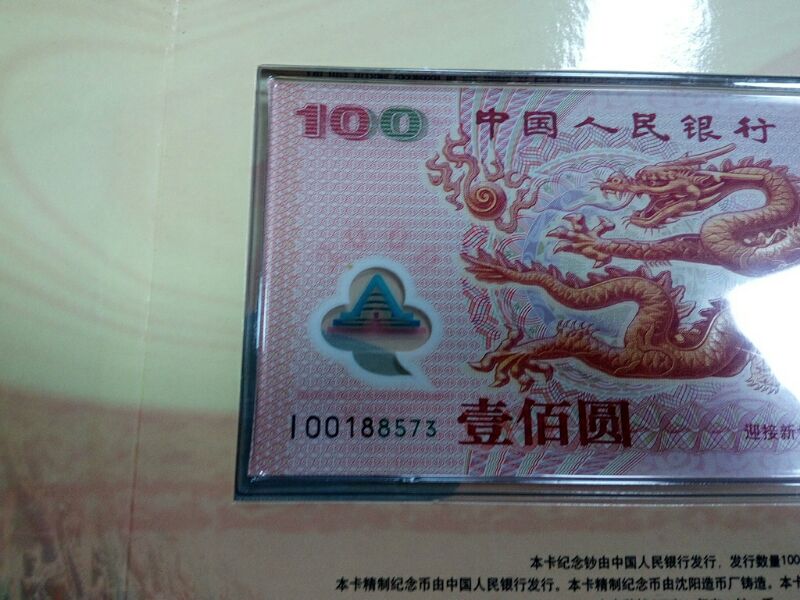 100 中国人民银行
I00188573 壹佰圆 迎接新
本卡纪念钞由中国人民银行发行，发行数量100
本卡精制纪念币由中国人民银行发行。本卡精制纪念币由沈阳造币厂铸造。本卡